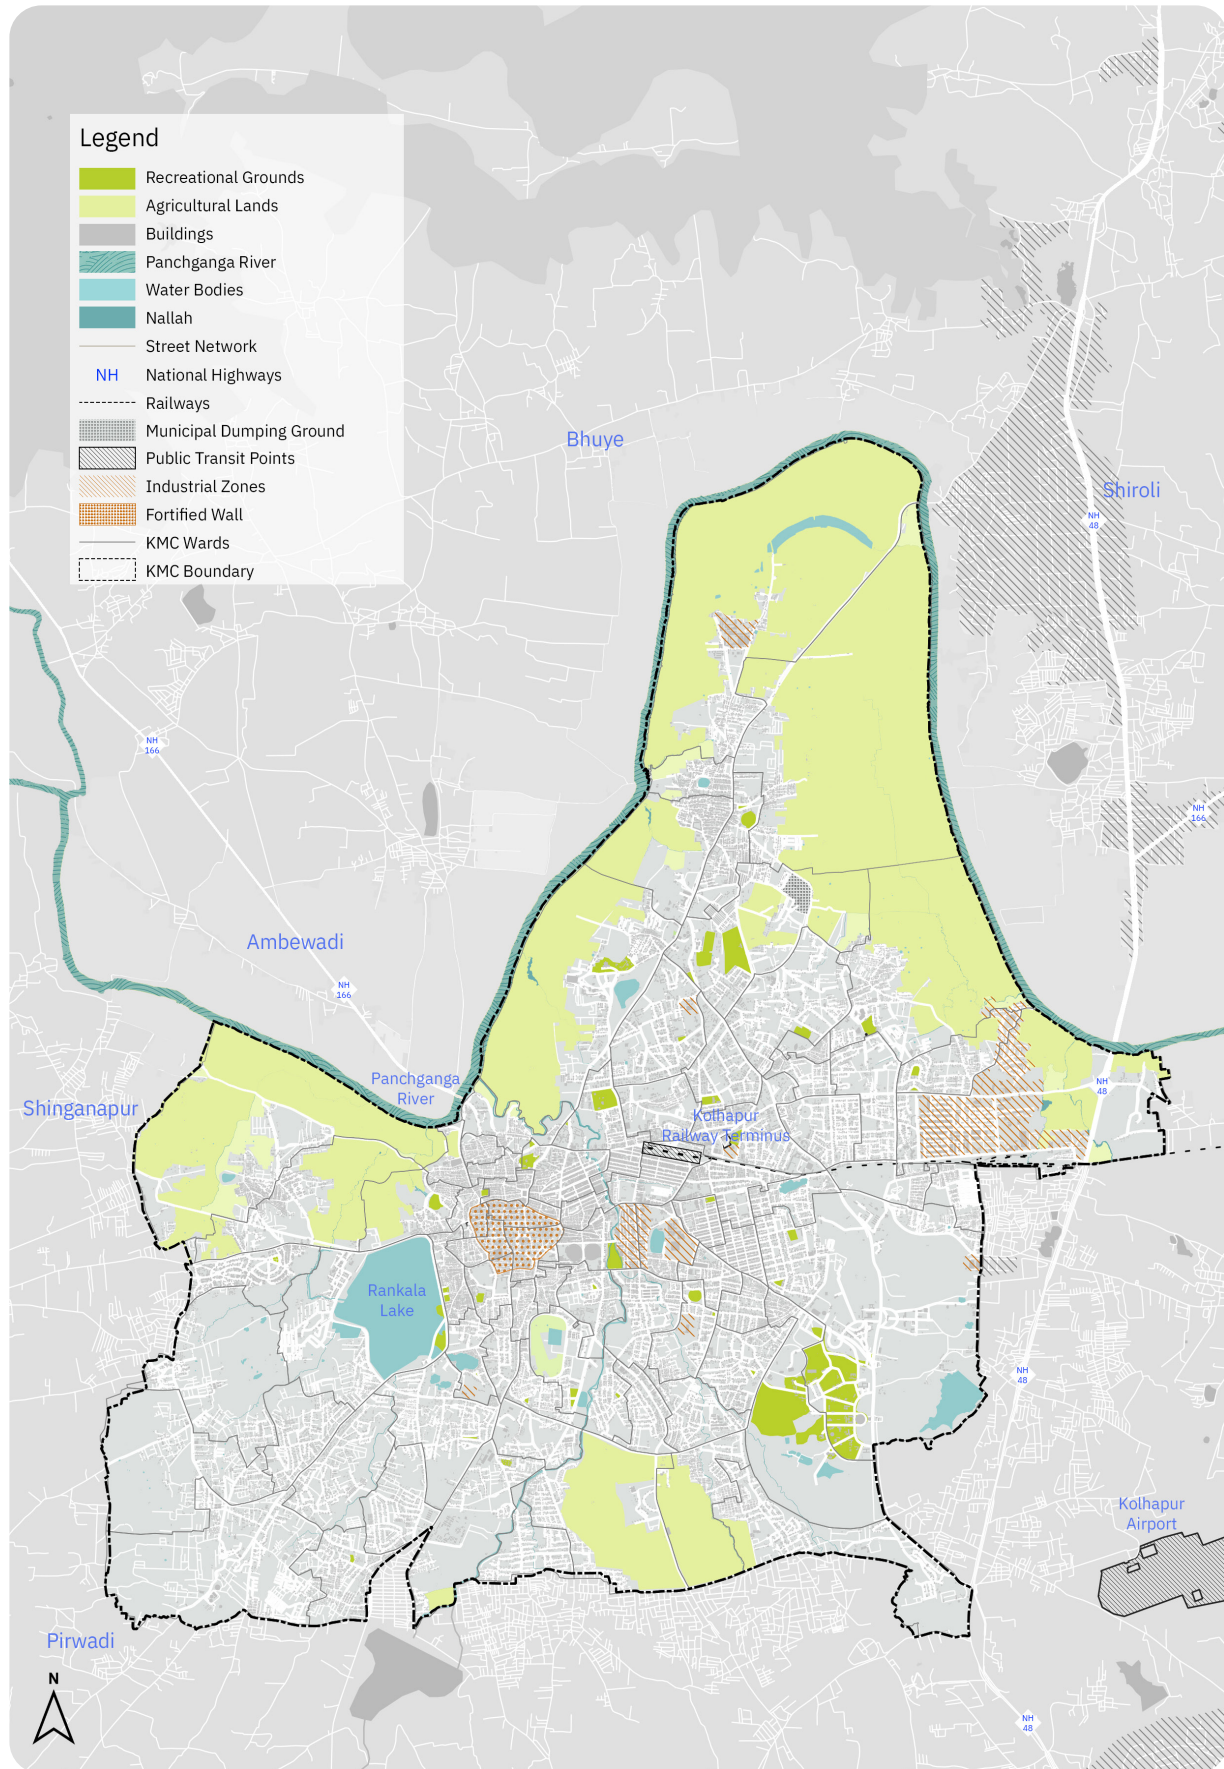 Legend
Recreational Grounds
Agricultural Lands
Buildings
Panchganga River
Water Bodies
Nallah
Street Network
NH National Highways
Railways
Municipal Dumping Ground
Public Transit Points
Industrial Zones
Fortified Wall
KMC Wards
KMC Boundary
Bhuye
Shiroli
NH
48
NH
166
NH
166
Ambewadi
NH
166
Panchganga
River
Shinganapur
NH
48
Kolhapur
Railway Terminus
Rankala
Lake
NH
48
Kolhapur
Airport
Pirwadi
N
NH
48